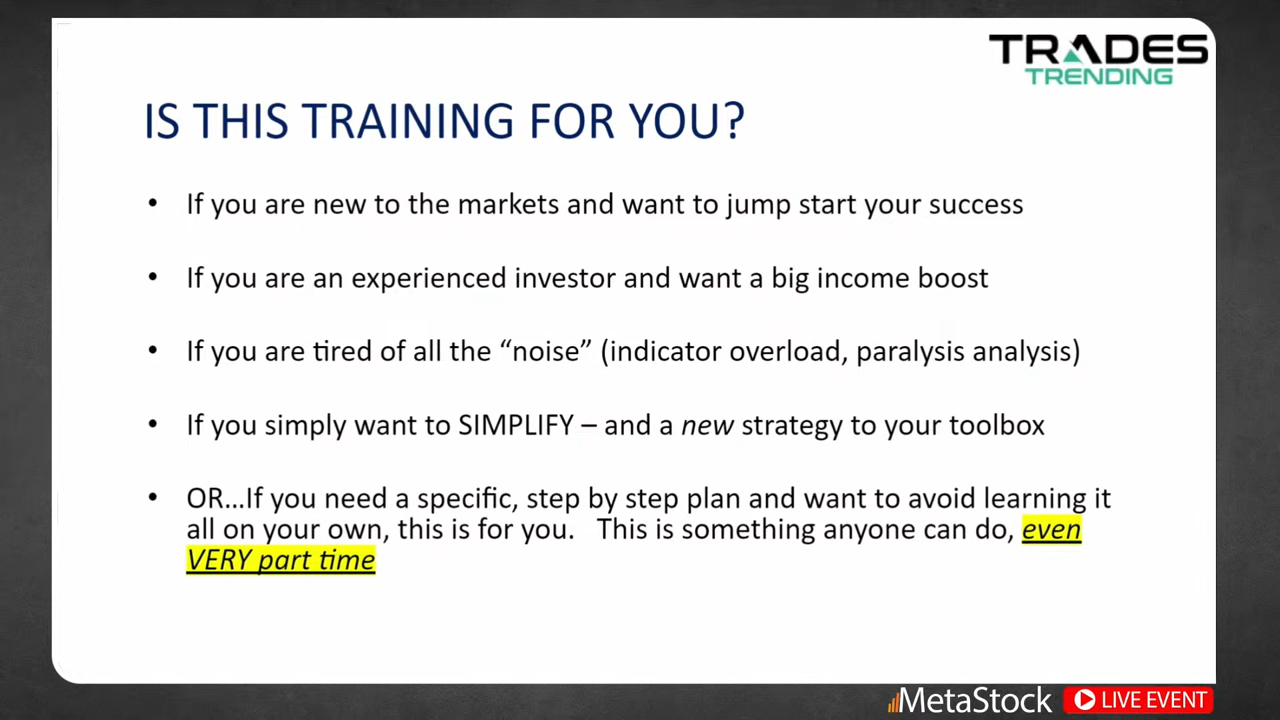 TRADES
TRENDING
IS THIS TRAINING FOR YOU?
• If you are new to the markets and want to jump start your success
• If you are an experienced investor and want a big income boost
• If you are tired of all the “noise” (indicator overload, paralysis analysis)
• If you simply want to SIMPLIFY – and a new strategy to your toolbox
• OR...If you need a specific, step by step plan and want to avoid learning it
all on your own, this is for you.   This is something anyone can do, even
VERY part time
MetaStock LIVE EVENT